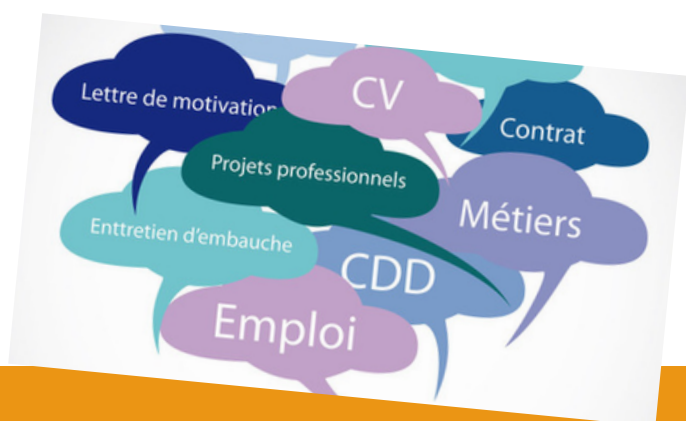 Lettre de motivation
CV
Contrat
Projets professionnels
Métiers
Enttretien d'embauche
CDD
Emploi